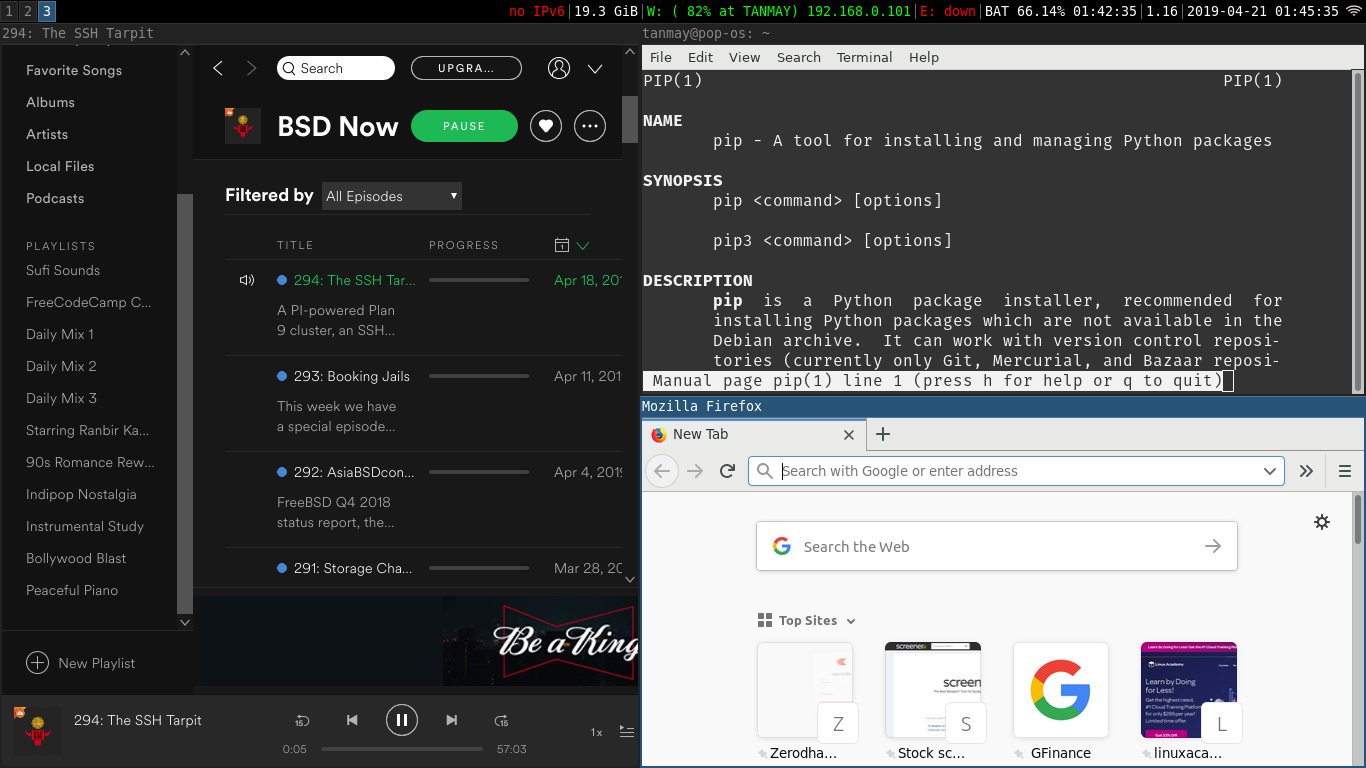 1 2 3
no IPv6|19.3 GiB|W: ( 82% at TANMAY) 192.168.0.101|E: down|BAT 66.14% 01:42:35|1.16|2019-04-21 01:45:35
294: The SSH Tarpit
Favorite Songs
Albums
Artists
Local Files
Podcasts
PLAYLISTS
Sufi Sounds
FreeCodeCamp C...
Daily Mix 1
Daily Mix 2
Daily Mix 3
Starring Ranbir Ka...
90s Romance Rew...
Indipop Nostalgia
Instrumental Study
Bollywood Blast
Peaceful Piano
New Playlist
Search
UPGRA...
BSD Now
PAUSE
Filtered by All Episodes
TITLE PROGRESS
294: The SSH Tar... Apr 18, 201
A PI-powered Plan
9 cluster, an SSH...
293: Booking Jails Apr 11, 201
This week we have
a special episode...
292: AsiaBSDcon... Apr 4, 2019
FreeBSD Q4 2018
status report, the...
291: Storage Cha... Mar 28, 20
Be a King
294: The SSH Tarpit
15 15
0:05 57:03
1x
tanmay@pop-os: ~
File Edit View Search Terminal Help
PIP(1) PIP(1)
NAME
pip - A tool for installing and managing Python packages
SYNOPSIS
pip <command> [options]
pip3 <command> [options]
DESCRIPTION
pip is a Python package installer, recommended for
installing Python packages which are not available in the
Debian archive. It can work with version control reposi-
tories (currently only Git, Mercurial, and Bazaar reposi-
Manual page pip(1) line 1 (press h for help or q to quit)
Mozilla Firefox
New Tab
Search with Google or enter address
Search the Web
Top Sites
screener
screen
Linux Academy
Learn by Doing
for Less!
Z
S
L
Zerodha...
Stock sc...
GFinance
linuxaca...